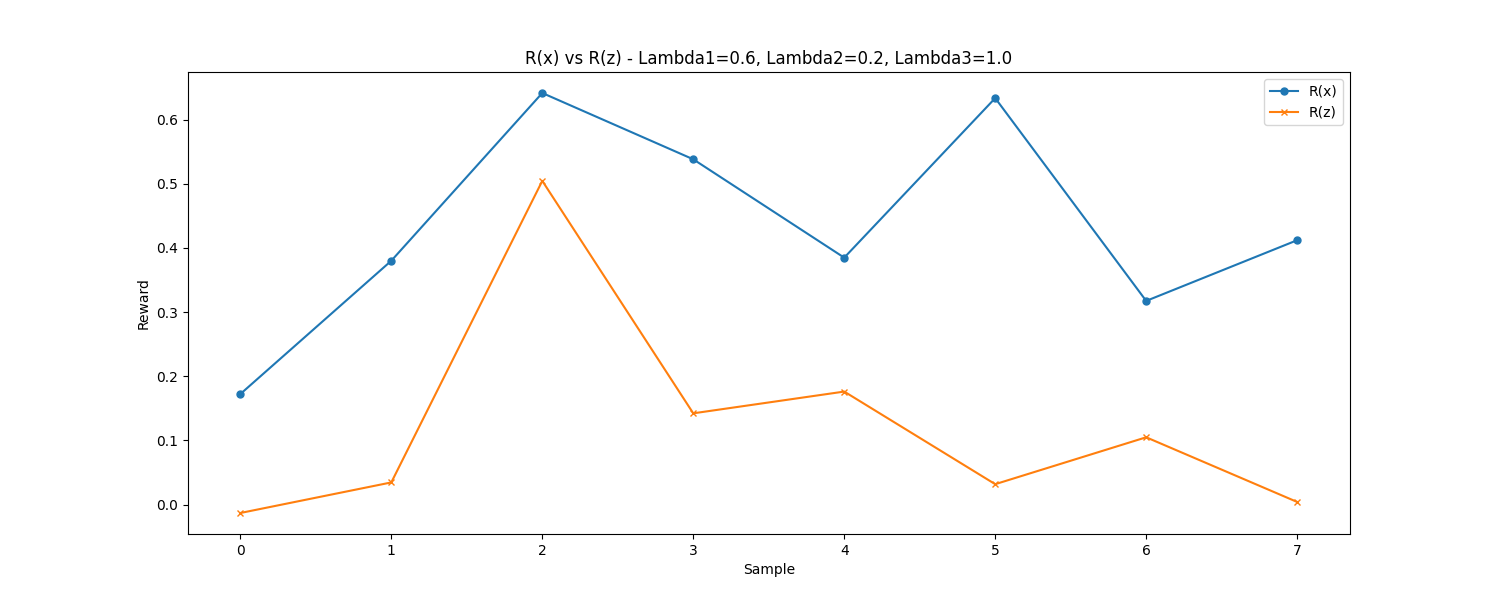 R(x) vs R(z) - Lambda1=0.6, Lambda2=0.2, Lambda3=1.0
R(x)
R(z)
0.6
0.5
0.4
0.3
0.2
0.1
0.0
Reward
0 1 2 3 4 5 6 7
Sample